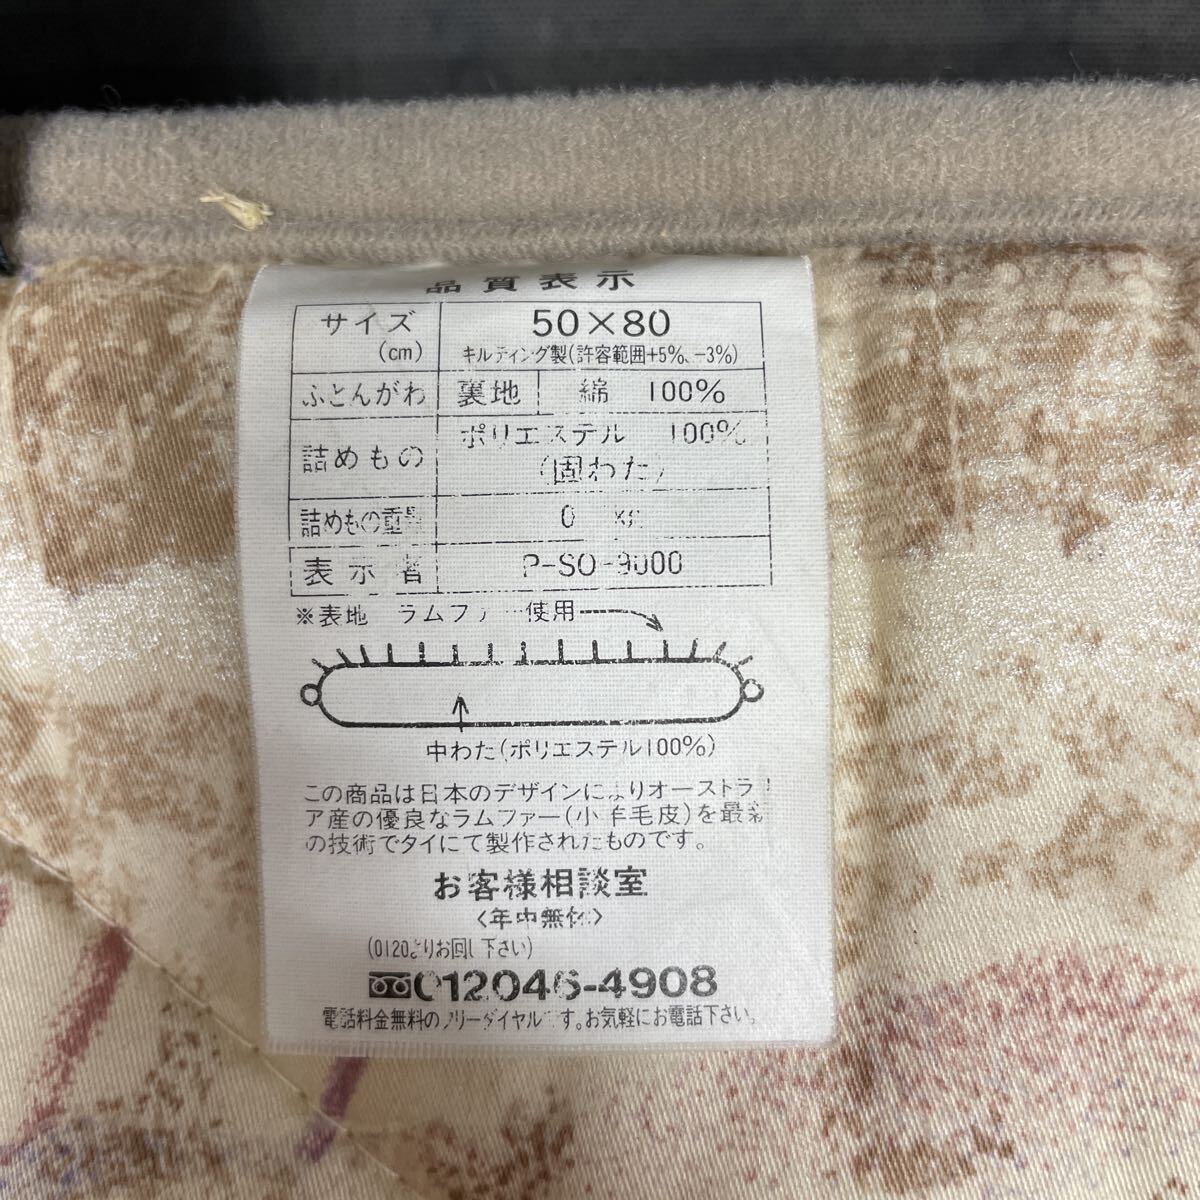 品質表示
サイズ (cm)
50×80
キルティング製(許容範囲+5%、-3%)
ふとんがわ 裏地 綿 100%
詰めもの
ポリエステル 100%
(固わた)
詰めもの重量 0 kg
表示者 P-SO-9000
※表地 ラムファー使用
中わた(ポリエステル100%)
この商品は日本のデザインによりオーストラリ
ア産の優良なラムファー(小羊毛皮)を最新
の技術でタイにて製作されたものです。
お客様相談室
<年中無休>
(0120よりお回し下さい)
012046-4908
電話料金無料のフリーダイヤルです。お気軽にお電話下さい。